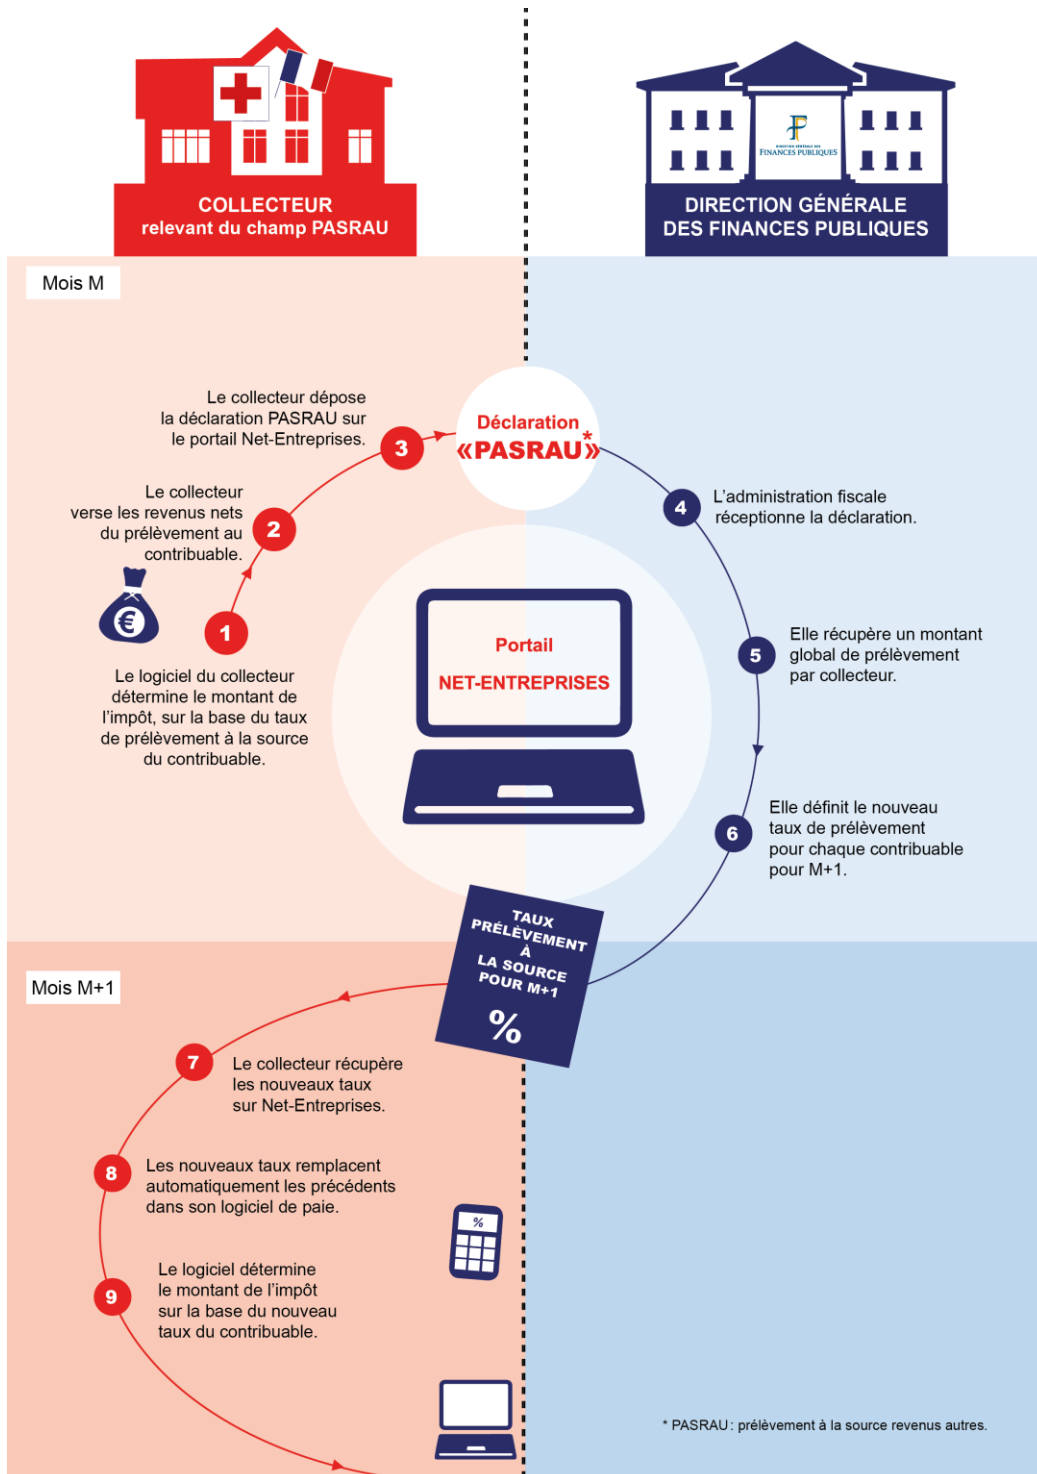 DIRECTION GÉNÉRALE DES
FINANCES PUBLIQUES
COLLECTEUR
relevant du champ PASRAU
DIRECTION GÉNÉRALE
DES FINANCES PUBLIQUES
Mois M
Le collecteur dépose
la déclaration PASRAU sur
le portail Net-Entreprises.
3
Déclaration
«PASRAU*»
Le collecteur
verse les revenus nets
du prélèvement au
contribuable.
2
4
L’administration fiscale
réceptionne la déclaration.
€
1
Le logiciel du collecteur
détermine le montant de
l’impôt, sur la base du taux
de prélèvement à la source
du contribuable.
Portail
NET-ENTREPRISES
5
Elle récupère un montant
global de prélèvement
par collecteur.
6
Elle définit le nouveau
taux de prélèvement
pour chaque contribuable
pour M+1.
TAUX
PRÉLÈVEMENT
À
LA SOURCE
POUR M+1
%
Mois M+1
7
Le collecteur récupère
les nouveaux taux
sur Net-Entreprises.
8
Les nouveaux taux remplacent
automatiquement les précédents
dans son logiciel de paie.
%
9
Le logiciel détermine
le montant de l’impôt
sur la base du nouveau
taux du contribuable.
* PASRAU : prélèvement à la source revenus autres.